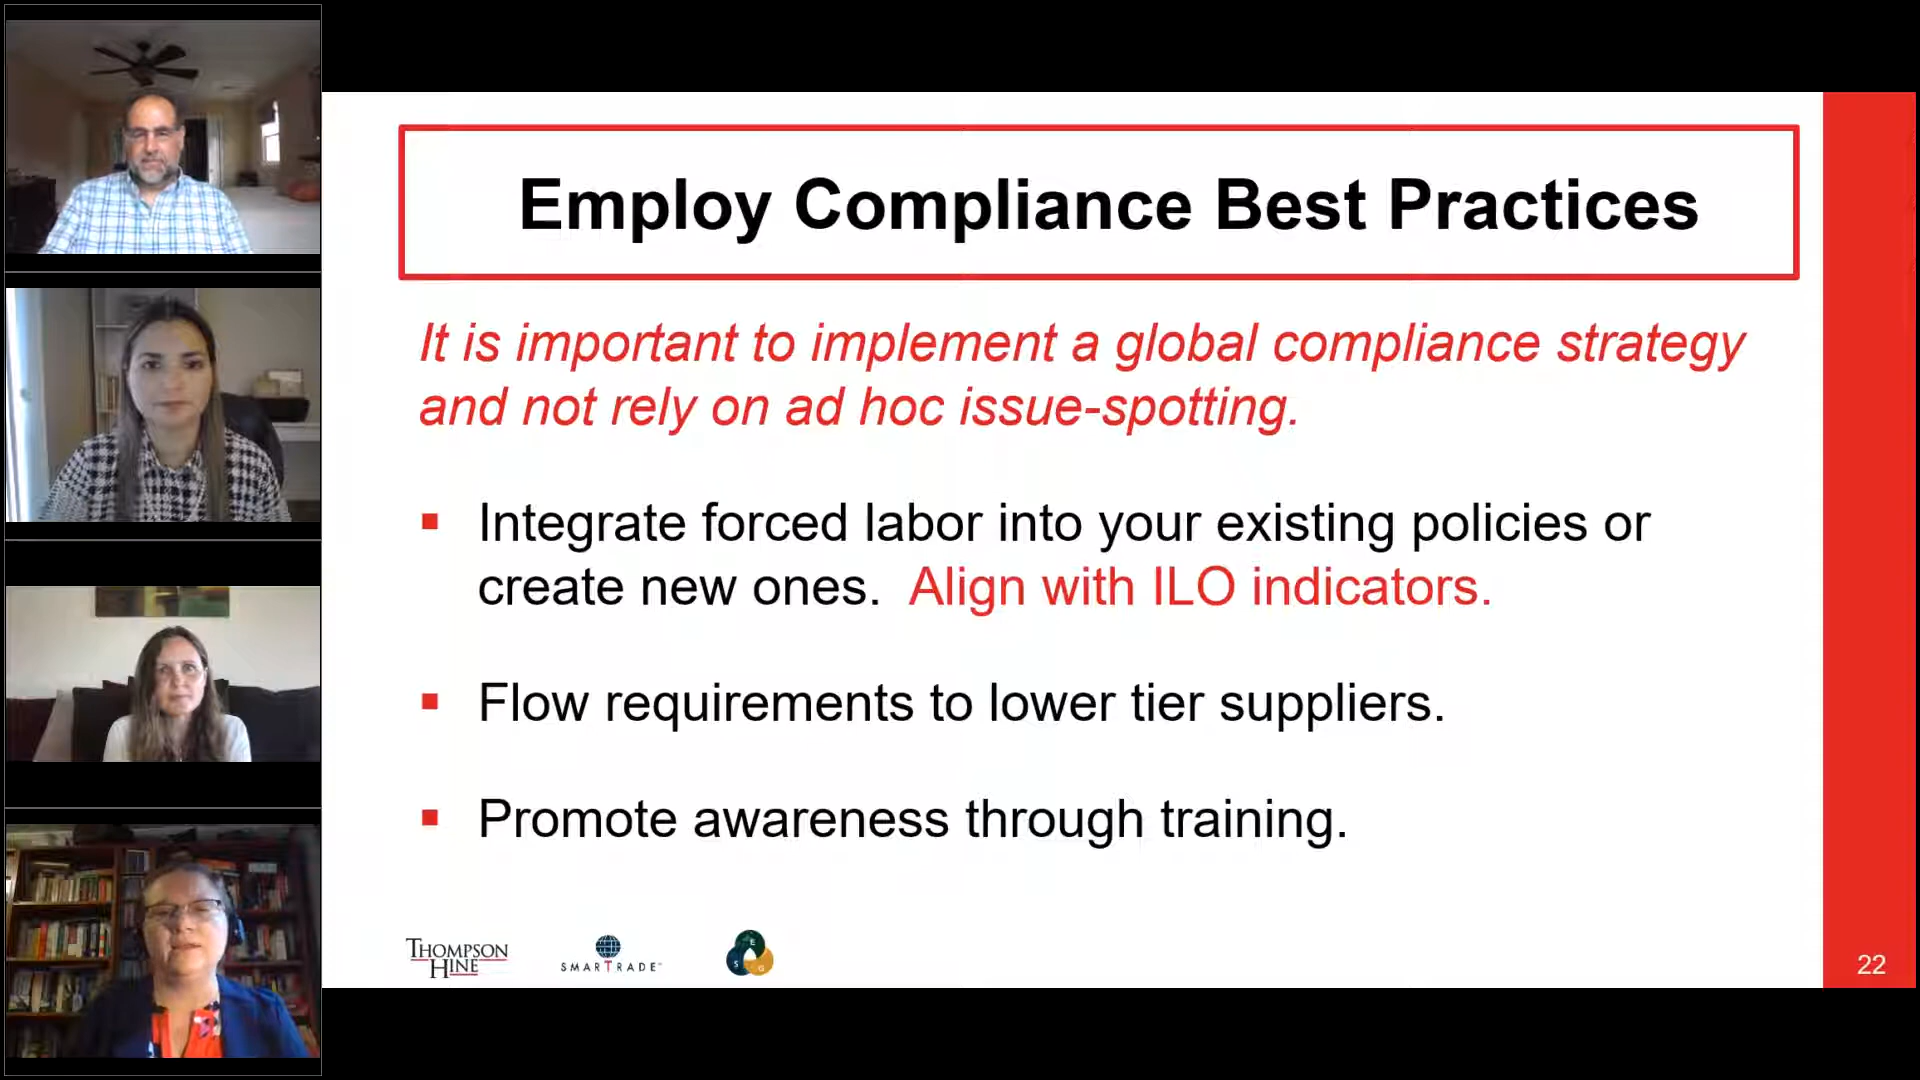 Employ Compliance Best Practices
It is important to implement a global compliance strategy
and not rely on ad hoc issue-spotting.
▪ Integrate forced labor into your existing policies or
create new ones. Align with ILO indicators.
▪ Flow requirements to lower tier suppliers.
▪ Promote awareness through training.
THOMPSON
HINE
SMARTRADE™
E
S G
22